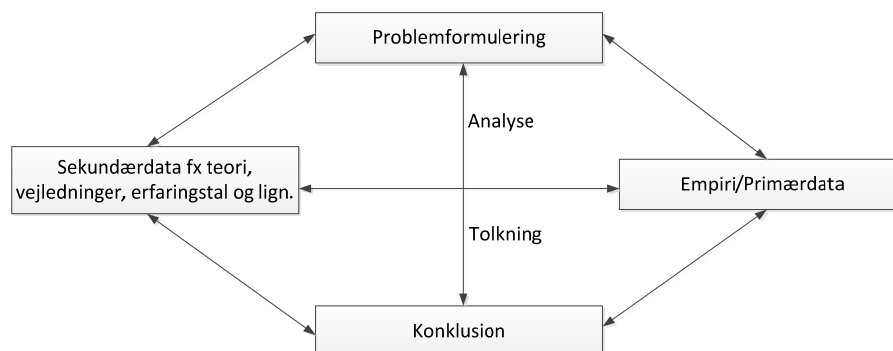 Problemformulering
Analyse
Sekundærdata fx teori,
vejledninger, erfaringstal og lign.
Empiri/Primærdata
Tolkning
Konklusion